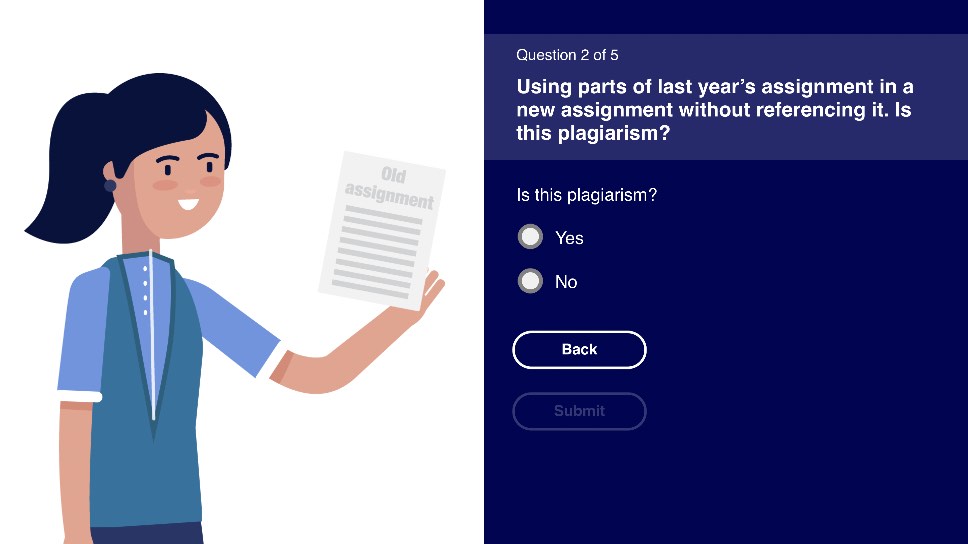 Old
assignment
Question 2 of 5
Using parts of last year’s assignment in a
new assignment without referencing it. Is
this plagiarism?
Is this plagiarism?
Yes
No
Back
Submit